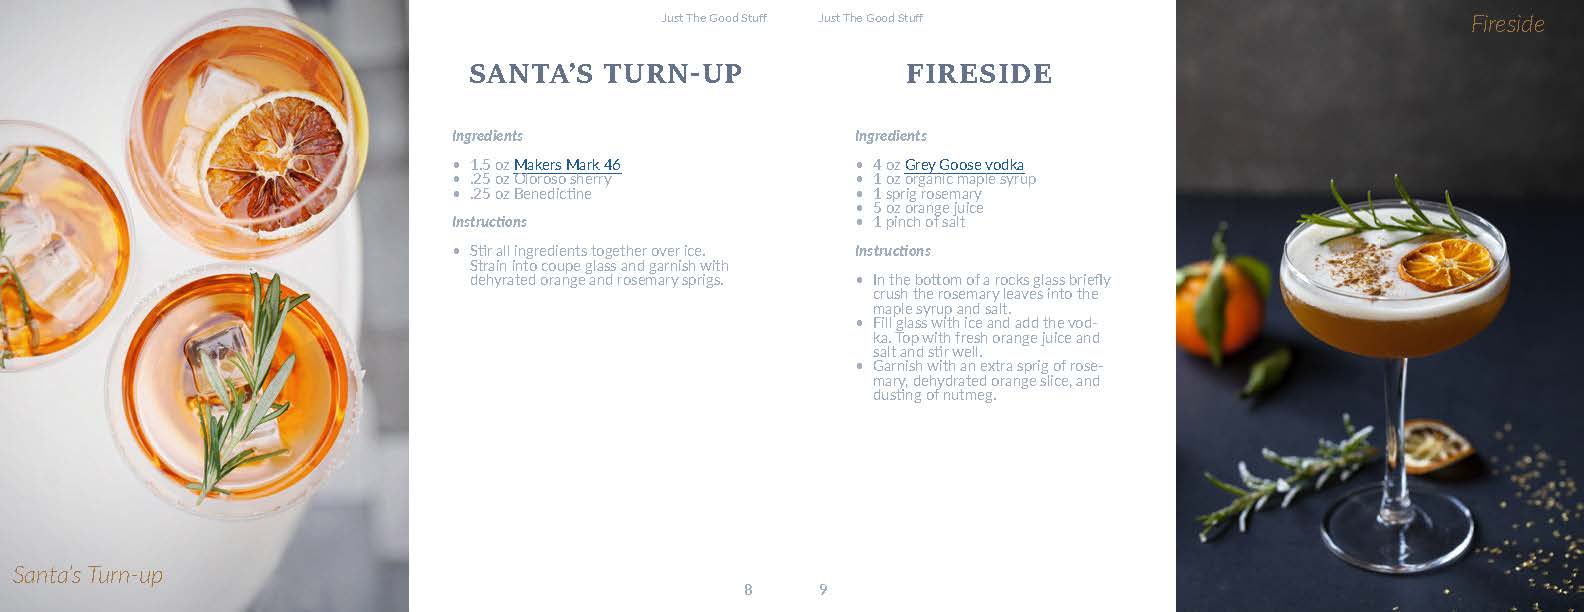 Santa's Turn-up
Just The Good Stuff
SANTA'S TURN-UP
Ingredients
• 1.5 oz Makers Mark 46
• .25 oz Oloroso sherry
• .25 oz Benedictine
Instructions
• Stir all ingredients together over ice.
Strain into coupe glass and garnish with
dehyrated orange and rosemary sprigs.
8
Just The Good Stuff
FIRESIDE
Ingredients
• 4 oz Grey Goose vodka
• 1 oz organic maple syrup
• 1 sprig rosemary
• 5 oz orange juice
• 1 pinch of salt
Instructions
• In the bottom of a rocks glass briefly
crush the rosemary leaves into the
maple syrup and salt.
• Fill glass with ice and add the vod-
ka. Top with fresh orange juice and
salt and stir well.
• Garnish with an extra sprig of rose-
mary, dehydrated orange slice, and
dusting of nutmeg.
9
Fireside